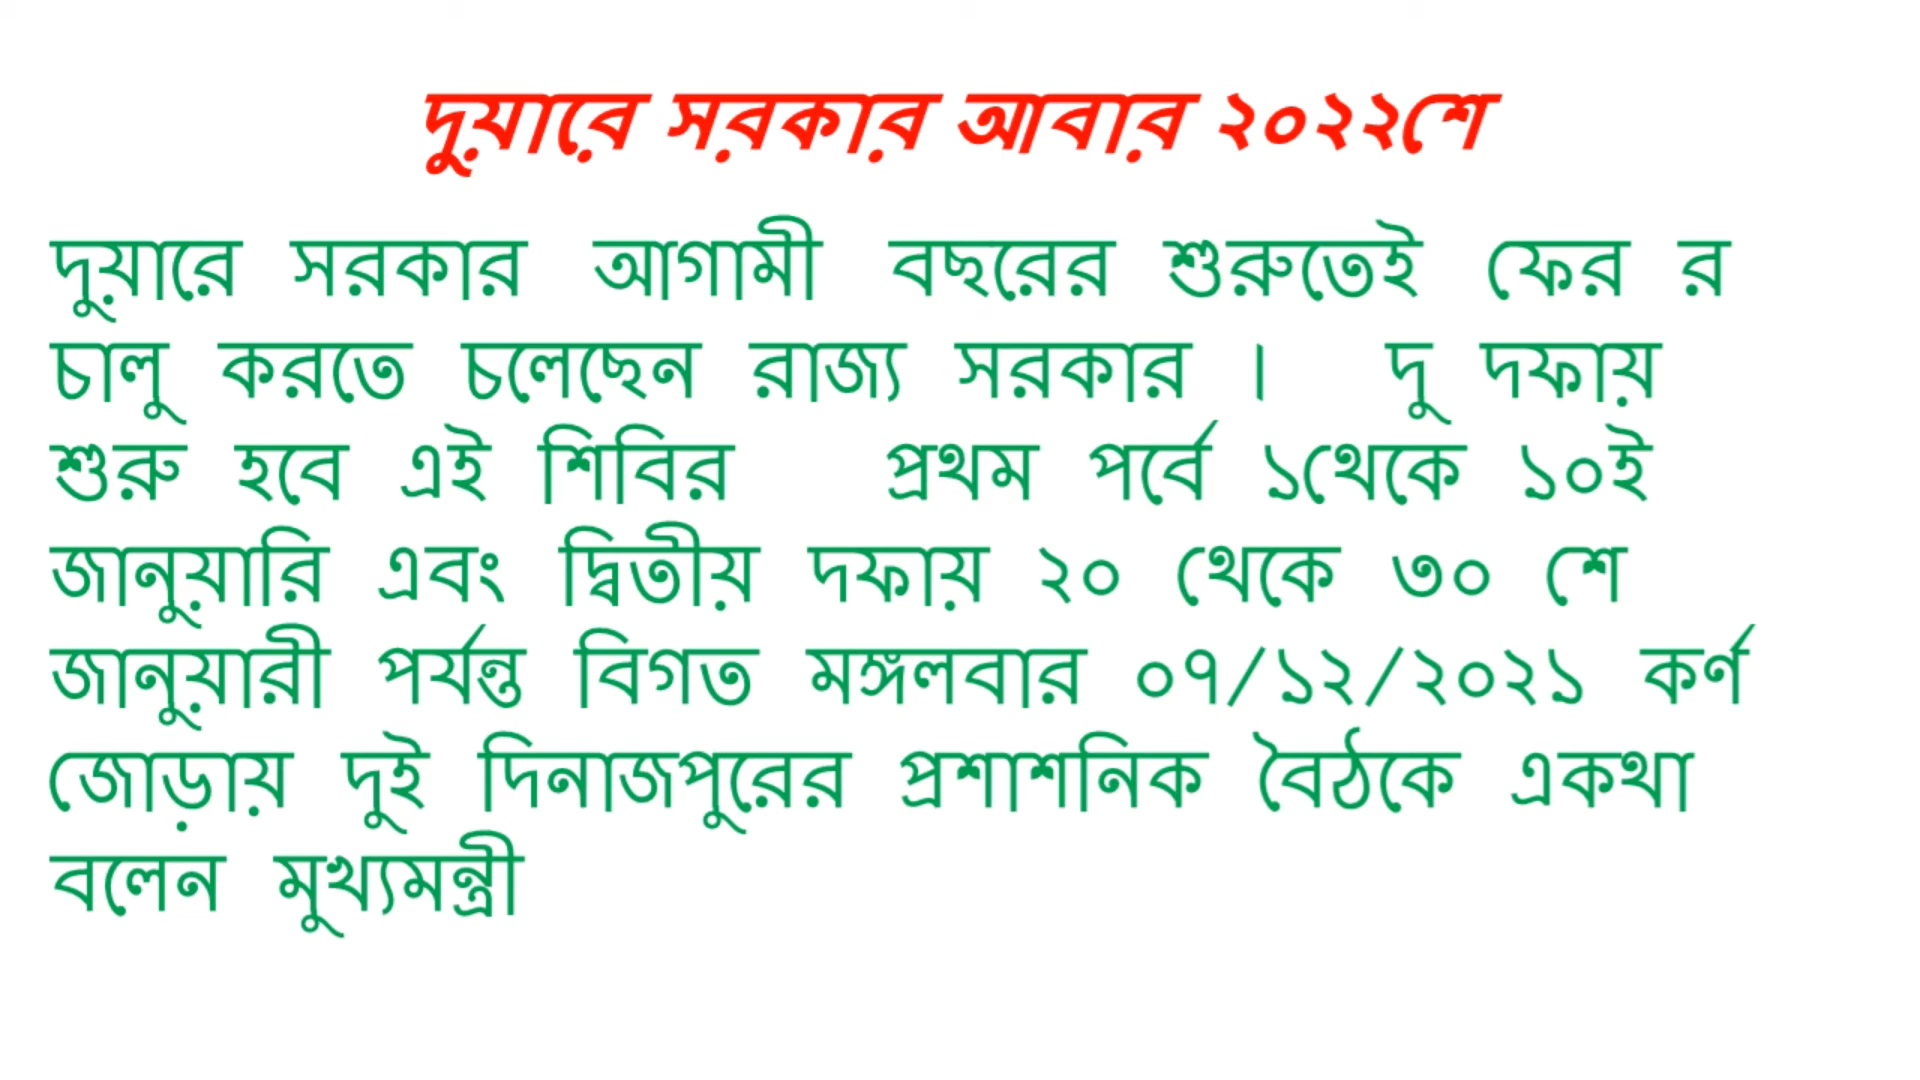 দুয়ারে সরকার আবার ২০২২শে
দুয়ারে সরকার আগামী বছরের শুরুতেই ফের র
চালু করতে চলেছেন রাজ্য সরকার । দু দফায়
শুরু হবে এই শিবির প্রথম পর্বে ১থেকে ১০ই
জানুয়ারি এবং দ্বিতীয় দফায় ২০ থেকে ৩০ শে
জানুয়ারী পর্যন্ত বিগত মঙ্গলবার ০৭/১২/২০২১ কর্ণ
জোড়ায় দুই দিনাজপুরের প্রশাশনিক বৈঠকে একথা
বলেন মুখ্যমন্ত্রী